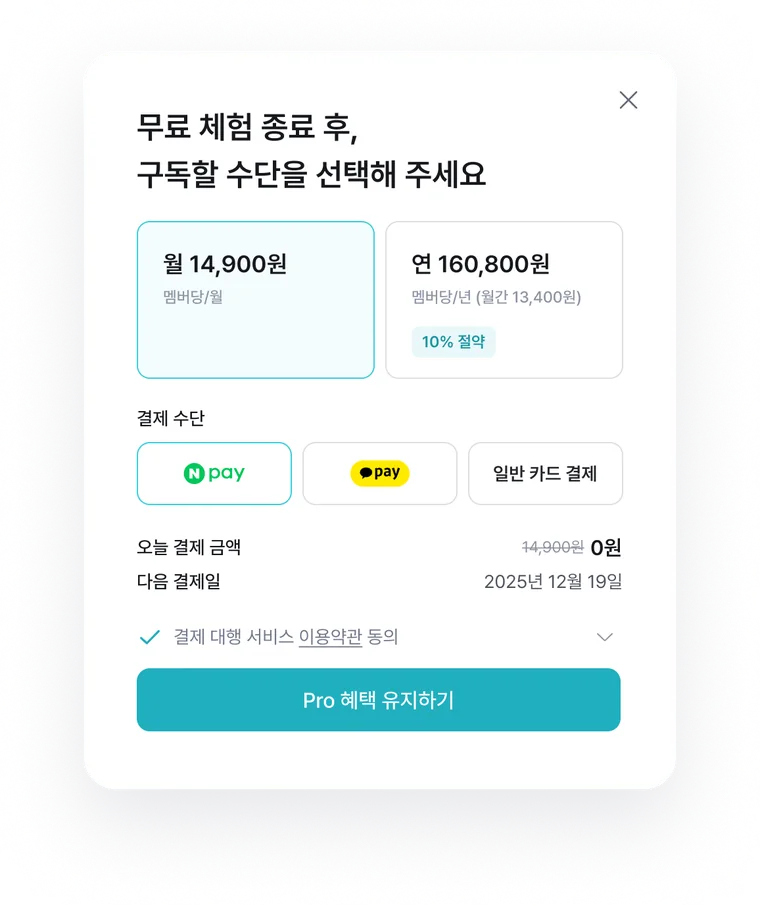 무료 체험 종료 후,
구독할 수단을 선택해 주세요
월 14,900원
멤버당/월
연 160,800원
멤버당/년 (월간 13,400원)
10% 절약
결제 수단
N pay
pay
일반 카드 결제
오늘 결제 금액
14,900원 0원
다음 결제일
2025년 12월 19일
결제 대행 서비스 이용약관 동의
Pro 혜택 유지하기